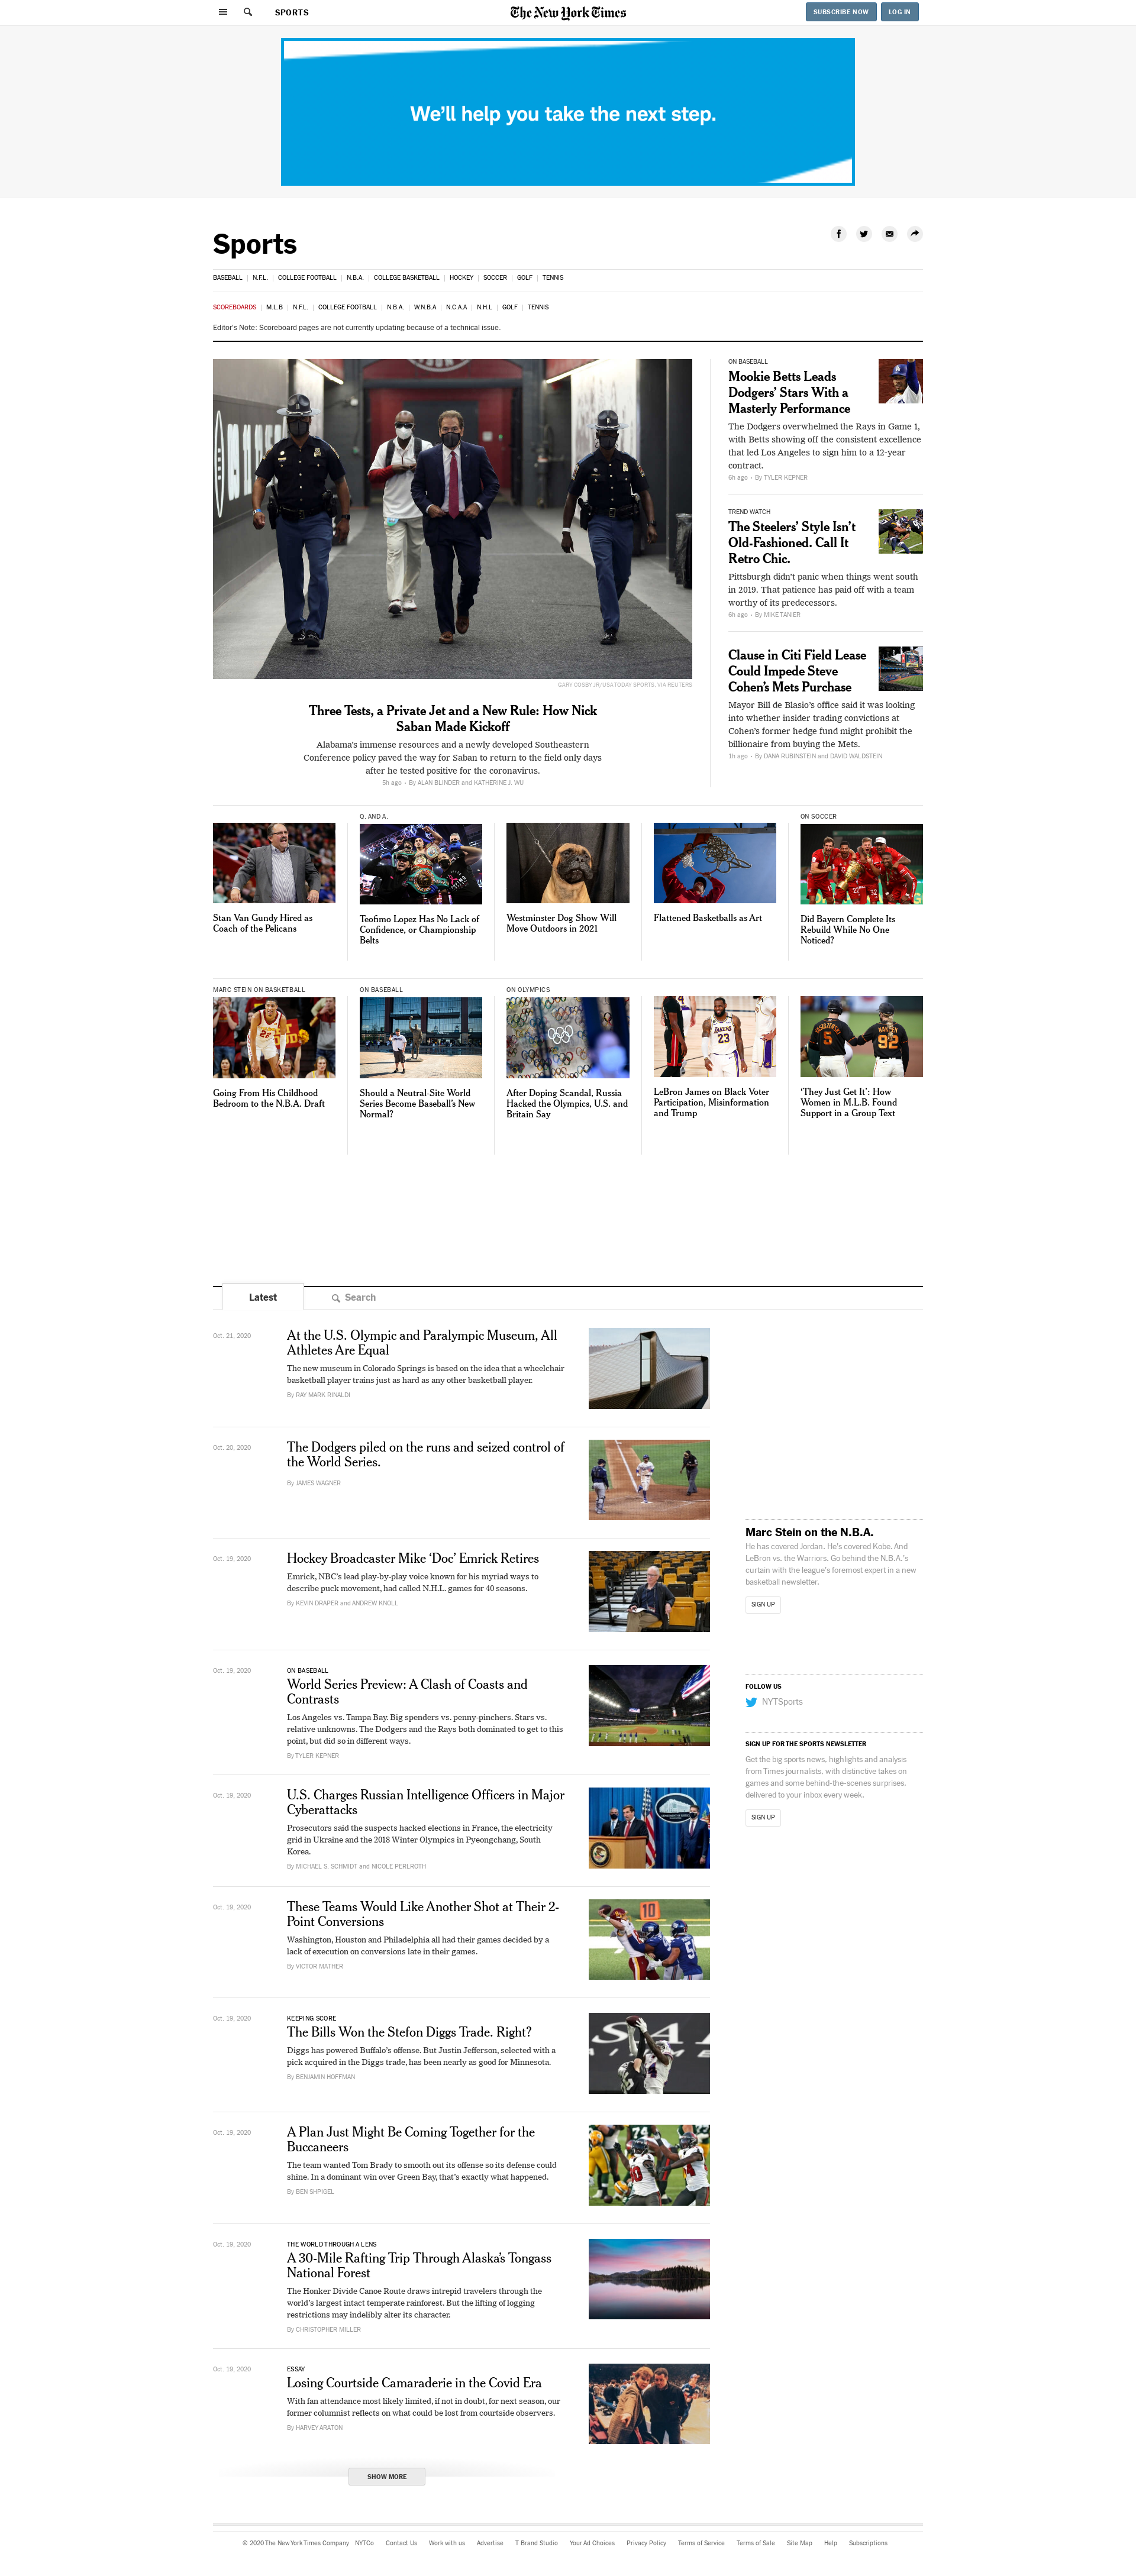 SPORTS
The New York Times
SUBSCRIBE NOW
LOG IN
We'll help you take the next step.
Sports
BASEBALL | N.F.L. | COLLEGE FOOTBALL | N.B.A. | COLLEGE BASKETBALL | HOCKEY | SOCCER | GOLF | TENNIS
SCOREBOARDS | M.L.B | N.F.L. | COLLEGE FOOTBALL | N.B.A. | W.N.B.A | N.C.A.A | N.H.L | GOLF | TENNIS
Editor's Note: Scoreboard pages are not currently updating because of a technical issue.
GARY COSBY JR/USA TODAY SPORTS, VIA REUTERS
Three Tests, a Private Jet and a New Rule: How Nick
Saban Made Kickoff
Alabama's immense resources and a newly developed Southeastern
Conference policy paved the way for Saban to return to the field only days
after he tested positive for the coronavirus.
5h ago • By ALAN BLINDER and KATHERINE J. WU
ON BASEBALL
Mookie Betts Leads
Dodgers' Stars With a
Masterly Performance
The Dodgers overwhelmed the Rays in Game 1,
with Betts showing off the consistent excellence
that led Los Angeles to sign him to a 12-year
contract.
6h ago • By TYLER KEPNER
TREND WATCH
The Steelers' Style Isn't
Old-Fashioned. Call It
Retro Chic.
Pittsburgh didn't panic when things went south
in 2019. That patience has paid off with a team
worthy of its predecessors.
6h ago • By MIKE TANIER
Clause in Citi Field Lease
Could Impede Steve
Cohen's Mets Purchase
Mayor Bill de Blasio's office said it was looking
into whether insider trading convictions at
Cohen's former hedge fund might prohibit the
billionaire from buying the Mets.
1h ago • By DANA RUBINSTEIN and DAVID WALDSTEIN
Stan Van Gundy Hired as
Coach of the Pelicans
Q. AND A.
Teofimo Lopez Has No Lack of
Confidence, or Championship
Belts
Westminster Dog Show Will
Move Outdoors in 2021
Flattened Basketballs as Art
ON SOCCER
Did Bayern Complete Its
Rebuild While No One
Noticed?
MARC STEIN ON BASKETBALL
Going From His Childhood
Bedroom to the N.B.A. Draft
ON BASEBALL
Should a Neutral-Site World
Series Become Baseball's New
Normal?
ON OLYMPICS
After Doping Scandal, Russia
Hacked the Olympics, U.S. and
Britain Say
LAKERS
23
LeBron James on Black Voter
Participation, Misinformation
and Trump
5
92
'They Just Get It': How
Women in M.L.B. Found
Support in a Group Text
Latest
Search
Oct. 21, 2020
At the U.S. Olympic and Paralympic Museum, All
Athletes Are Equal
The new museum in Colorado Springs is based on the idea that a wheelchair
basketball player trains just as hard as any other basketball player.
By RAY MARK RINALDI
Oct. 20, 2020
The Dodgers piled on the runs and seized control of
the World Series.
By JAMES WAGNER
Oct. 19, 2020
Hockey Broadcaster Mike 'Doc' Emrick Retires
Emrick, NBC's lead play-by-play voice known for his myriad ways to
describe puck movement, had called N.H.L. games for 40 seasons.
By KEVIN DRAPER and ANDREW KNOLL
Oct. 19, 2020
ON BASEBALL
World Series Preview: A Clash of Coasts and
Contrasts
Los Angeles vs. Tampa Bay. Big spenders vs. penny-pinchers. Stars vs.
relative unknowns. The Dodgers and the Rays both dominated to get to this
point, but did so in different ways.
By TYLER KEPNER
Oct. 19, 2020
U.S. Charges Russian Intelligence Officers in Major
Cyberattacks
Prosecutors said the suspects hacked elections in France, the electricity
grid in Ukraine and the 2018 Winter Olympics in Pyeongchang, South
Korea.
By MICHAEL S. SCHMIDT and NICOLE PERLROTH
Oct. 19, 2020
These Teams Would Like Another Shot at Their 2-
Point Conversions
Washington, Houston and Philadelphia all had their games decided by a
lack of execution on conversions late in their games.
By VICTOR MATHER
10
Oct. 19, 2020
KEEPING SCORE
The Bills Won the Stefon Diggs Trade. Right?
Diggs has powered Buffalo's offense. But Justin Jefferson, selected with a
pick acquired in the Diggs trade, has been nearly as good for Minnesota.
By BENJAMIN HOFFMAN
Oct. 19, 2020
A Plan Just Might Be Coming Together for the
Buccaneers
The team wanted Tom Brady to smooth out its offense so its defense could
shine. In a dominant win over Green Bay, that's exactly what happened.
By BEN SHPIGEL
Oct. 19, 2020
THE WORLD THROUGH A LENS
A 30-Mile Rafting Trip Through Alaska's Tongass
National Forest
The Honker Divide Canoe Route draws intrepid travelers through the
world's largest intact temperate rainforest. But the lifting of logging
restrictions may indelibly alter its character.
By CHRISTOPHER MILLER
Oct. 19, 2020
ESSAY
Losing Courtside Camaraderie in the Covid Era
With fan attendance most likely limited, if not in doubt, for next season, our
former columnist reflects on what could be lost from courtside observers.
By HARVEY ARATON
SHOW MORE
Marc Stein on the N.B.A.
He has covered Jordan. He's covered Kobe. And
LeBron vs. the Warriors. Go behind the N.B.A.'s
curtain with the league's foremost expert in a new
basketball newsletter.
SIGN UP
FOLLOW US
NYTSports
SIGN UP FOR THE SPORTS NEWSLETTER
Get the big sports news, highlights and analysis
from Times journalists, with distinctive takes on
games and some behind-the-scenes surprises,
delivered to your inbox every week.
SIGN UP
© 2020 The New York Times Company NYTCo Contact Us Work with us Advertise T Brand Studio Your Ad Choices Privacy Policy Terms of Service Terms of Sale Site Map Help Subscriptions